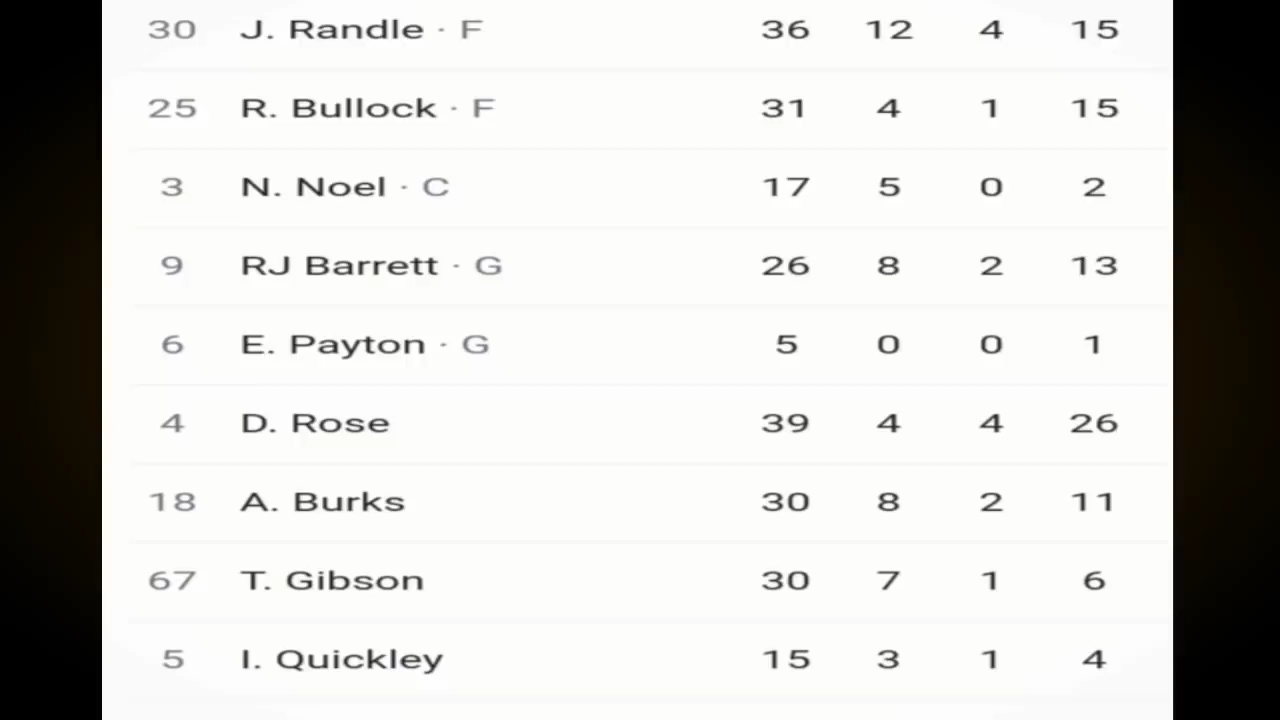 30 J. Randle · F 36 12 4 15
25 R. Bullock · F 31 4 1 15
3 N. Noel · C 17 5 0 2
9 RJ Barrett · G 26 8 2 13
6 E. Payton · G 5 0 0 1
4 D. Rose 39 4 4 26
18 A. Burks 30 8 2 11
67 T. Gibson 30 7 1 6
5 I. Quickley 15 3 1 4